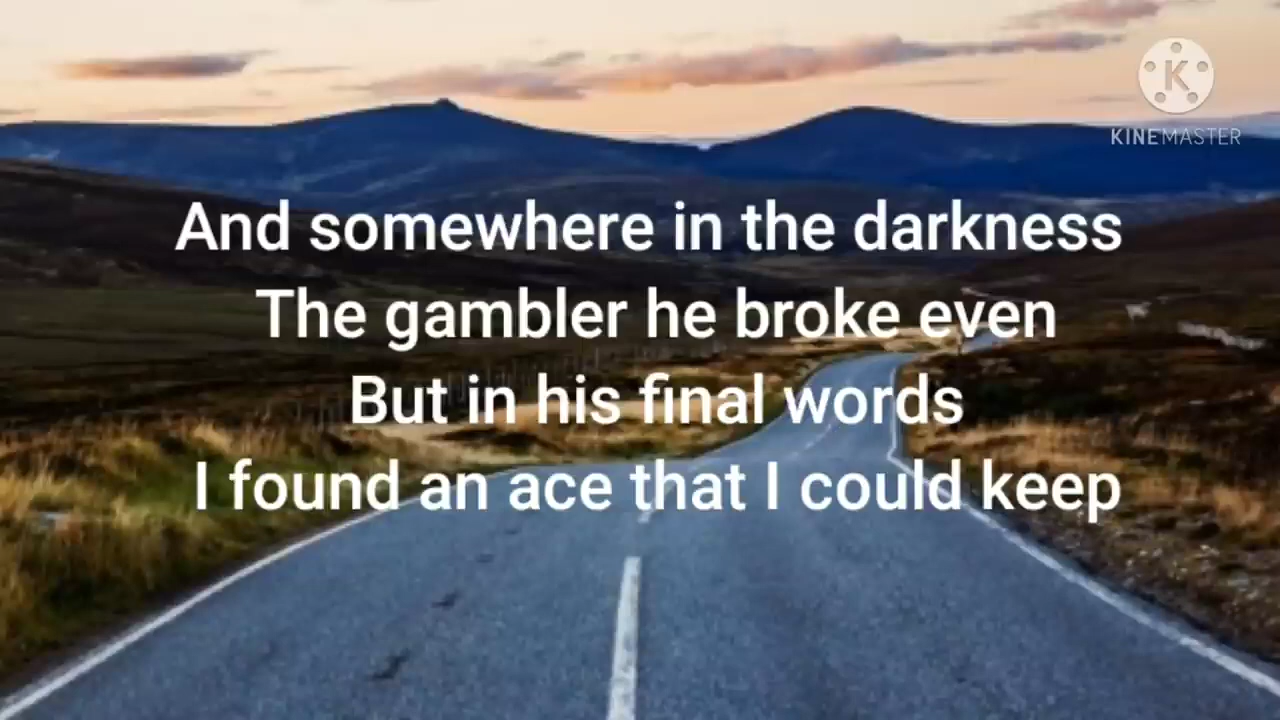 K
KINEMASTER
And somewhere in the darkness
The gambler he broke even
But in his final words
I found an ace that I could keep